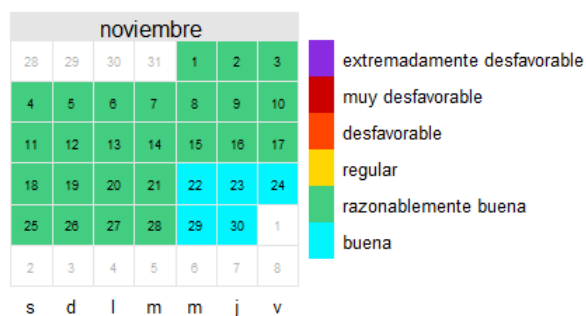 noviembre
28 29 30 31 1 2 3
4 5 6 7 8 9 10
11 12 13 14 15 16 17
18 19 20 21 22 23 24
25 26 27 28 29 30 1
2 3 4 5 6 7 8
s d l m m j v
extremadamente desfavorable
muy desfavorable
desfavorable
regular
razonablemente buena
buena